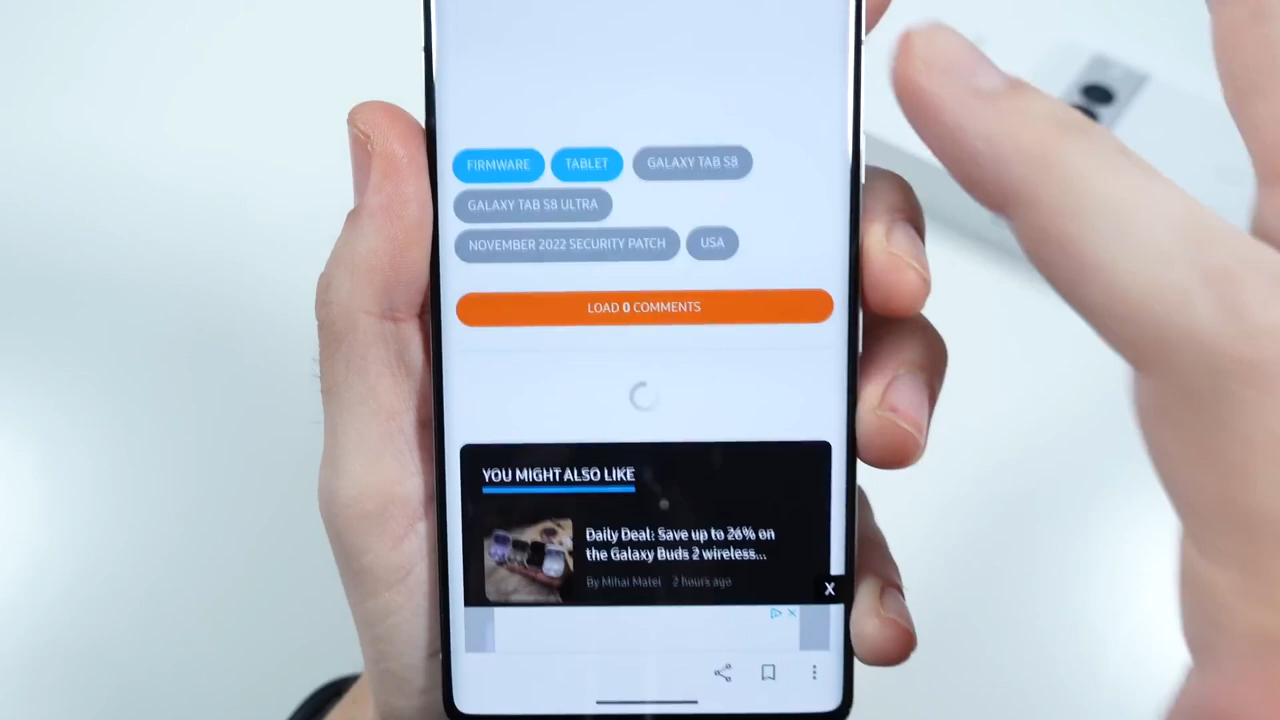 FIRMWARE TABLET GALAXY TAB S8
GALAXY TAB S8 ULTRA
NOVEMBER 2022 SECURITY PATCH USA
LOAD 0 COMMENTS
YOU MIGHT ALSO LIKE
Daily Deal: Save up to 26% on
the Galaxy Buds 2 wireless...
By Mihai Matei 2 hours ago
X